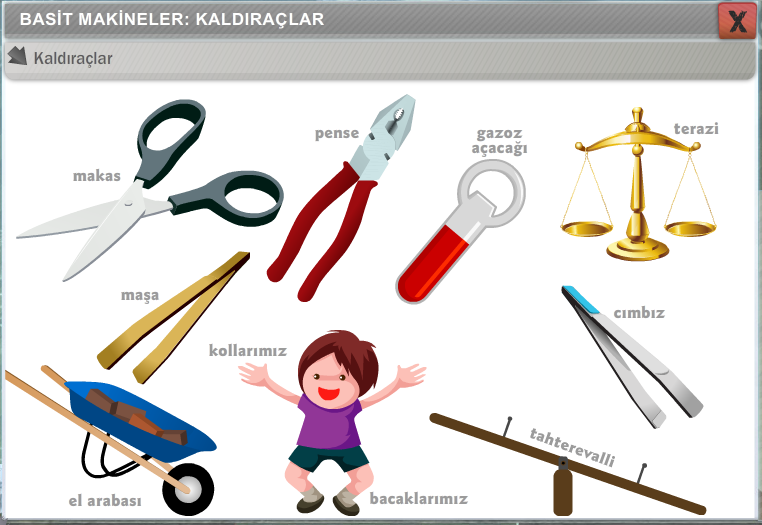 BASİT MAKİNELER: KALDIRAÇLAR
Kaldıraçlar
makas
pense
gazoz
açacağı
terazi
maşa
cımbız
kollarımız
tahterevalli
el arabası
bacaklarımız